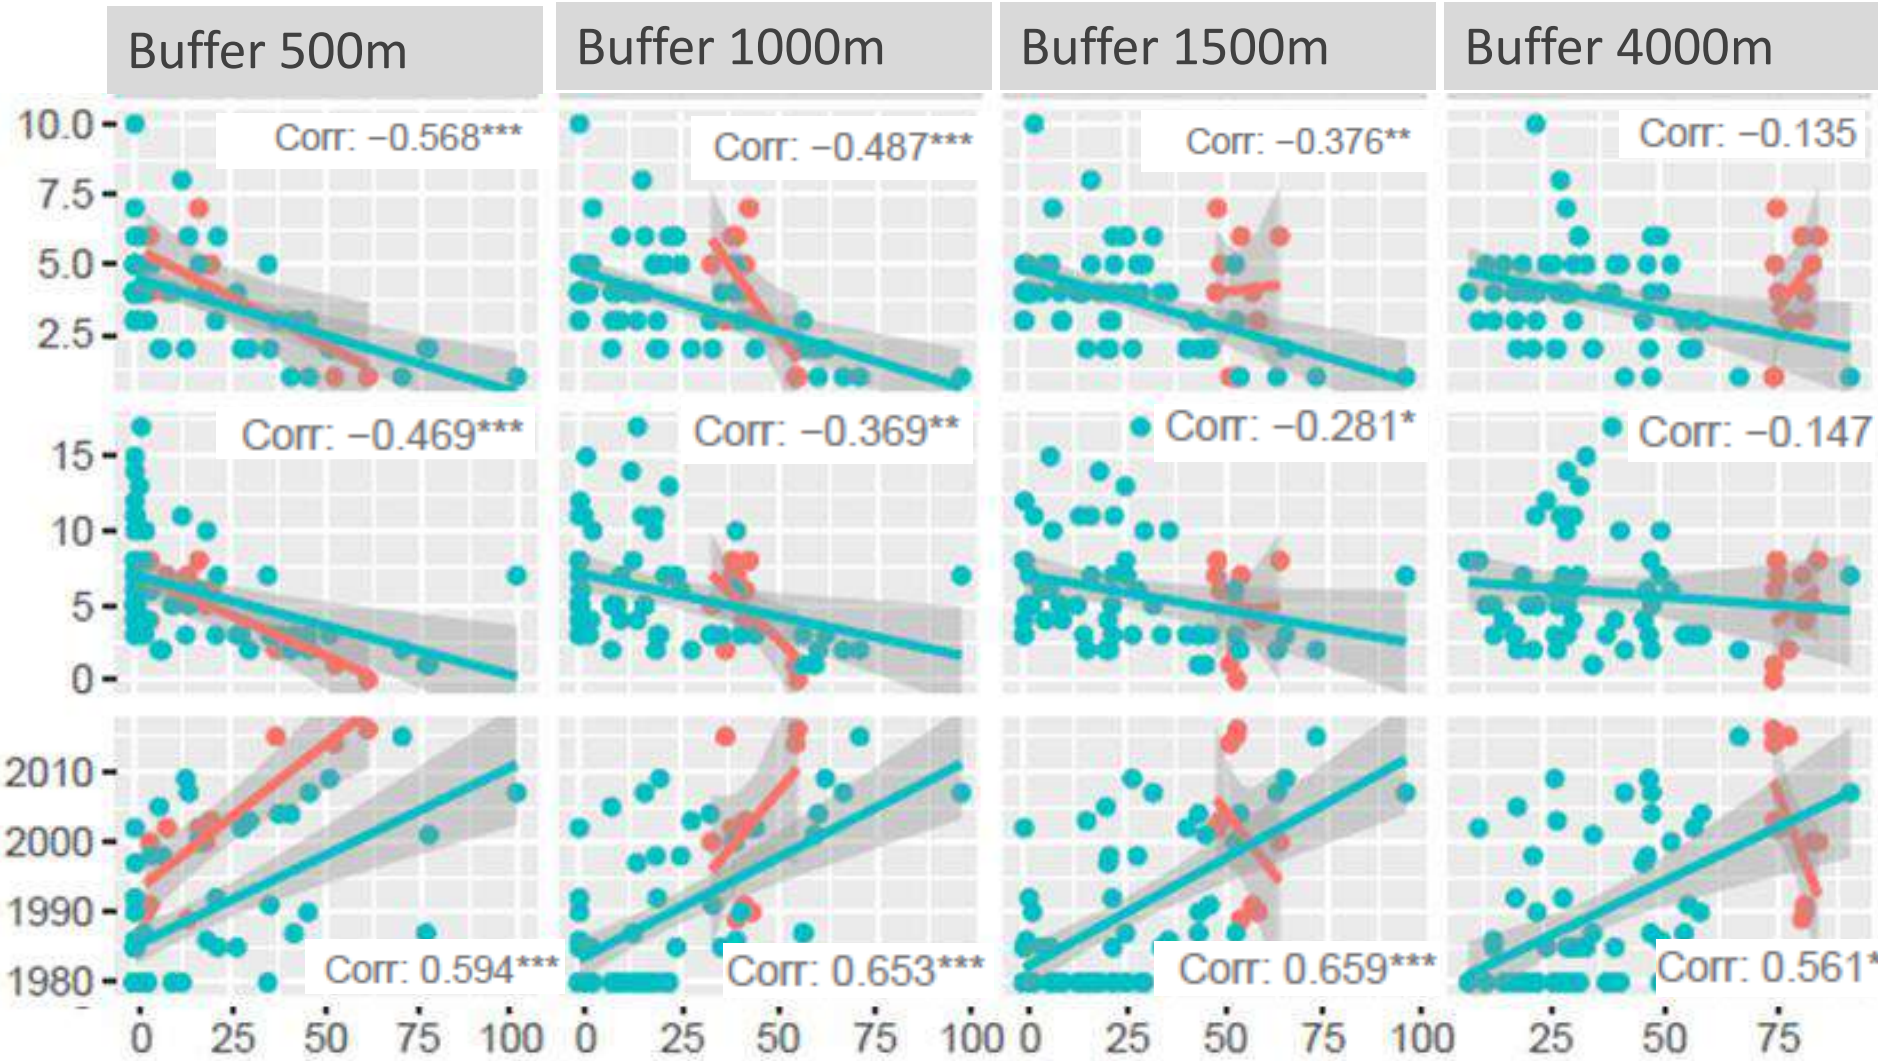 Buffer 500m Buffer 1000m Buffer 1500m Buffer 4000m
10.0 Corr: −0.568*** Corr: −0.487*** Corr: −0.376** Corr: −0.135
7.5
5.0
2.5
Corr: −0.469*** Corr: −0.369** Corr: −0.281* Corr: −0.147
15
10
5
0
2010
2000
1990
1980 Corr: 0.594*** Corr: 0.653*** Corr: 0.659*** Corr: 0.561*
0 25 50 75 100 0 25 50 75 100 0 25 50 75 100 25 50 75